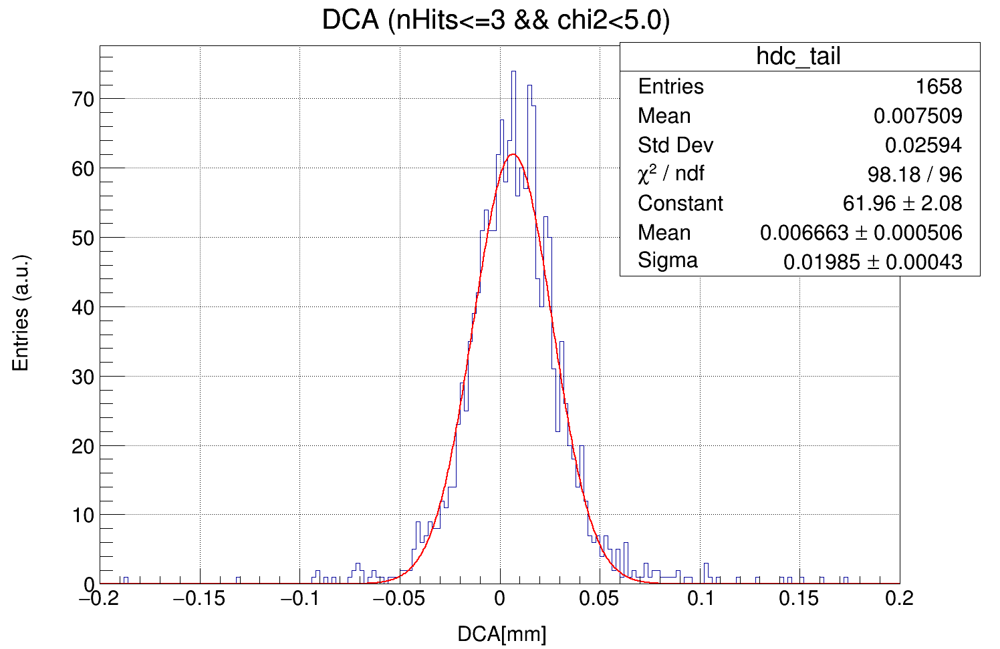 DCA (nHits<=3 && chi2<5.0)
hdc_tail
Entries 1658
Mean 0.007509
Std Dev 0.02594
χ² / ndf 98.18 / 96
Constant 61.96 ± 2.08
Mean 0.006663 ± 0.000506
Sigma 0.01985 ± 0.00043
Entries (a.u.)
70
60
50
40
30
20
10
0
−0.2 −0.15 −0.1 −0.05 0 0.05 0.1 0.15 0.2
DCA[mm]